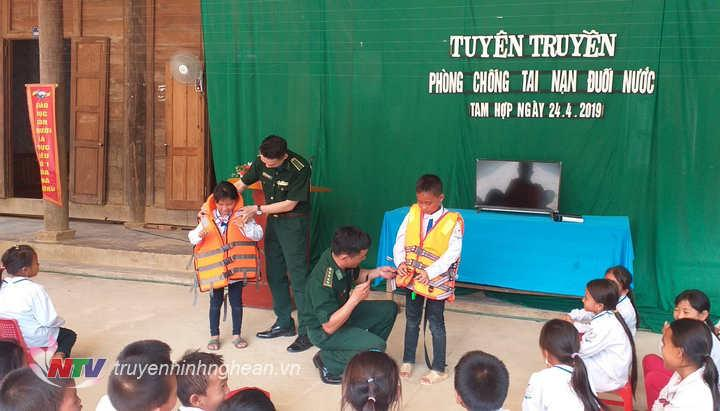 TUYÊN TRUYỀN
PHÒNG CHỐNG TAI NẠN ĐUỐI NƯỚC
TAM HỢP NGÀY 24.4.2019
NTV truyenhinhnghean.vn